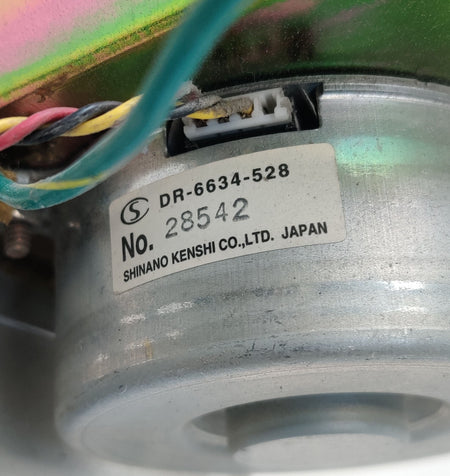 S DR-6634-528
No. 28542
SHINANO KENSHI CO.,LTD. JAPAN